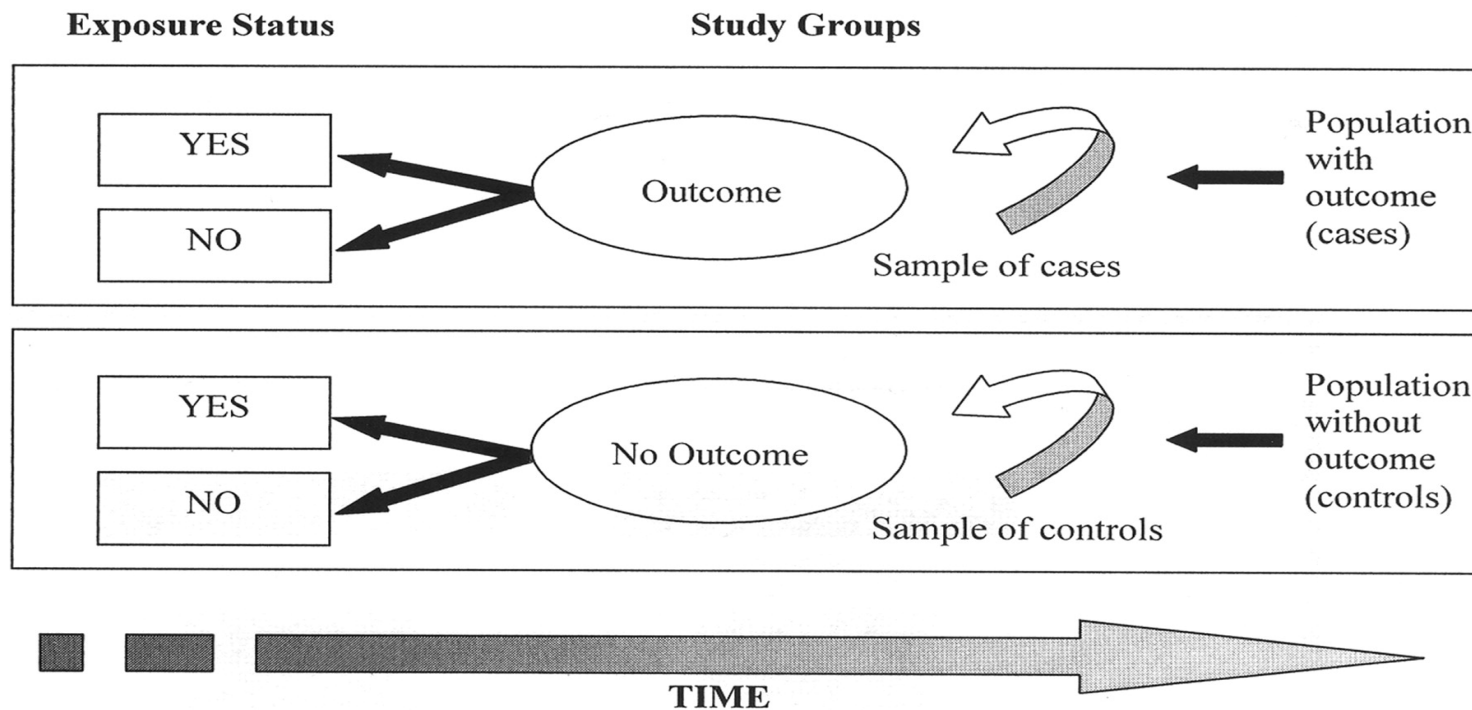 Exposure Status
Study Groups
YES
NO
Outcome
Sample of cases
Population
with
outcome
(cases)
YES
NO
No Outcome
Sample of controls
Population
without
outcome
(controls)
TIME